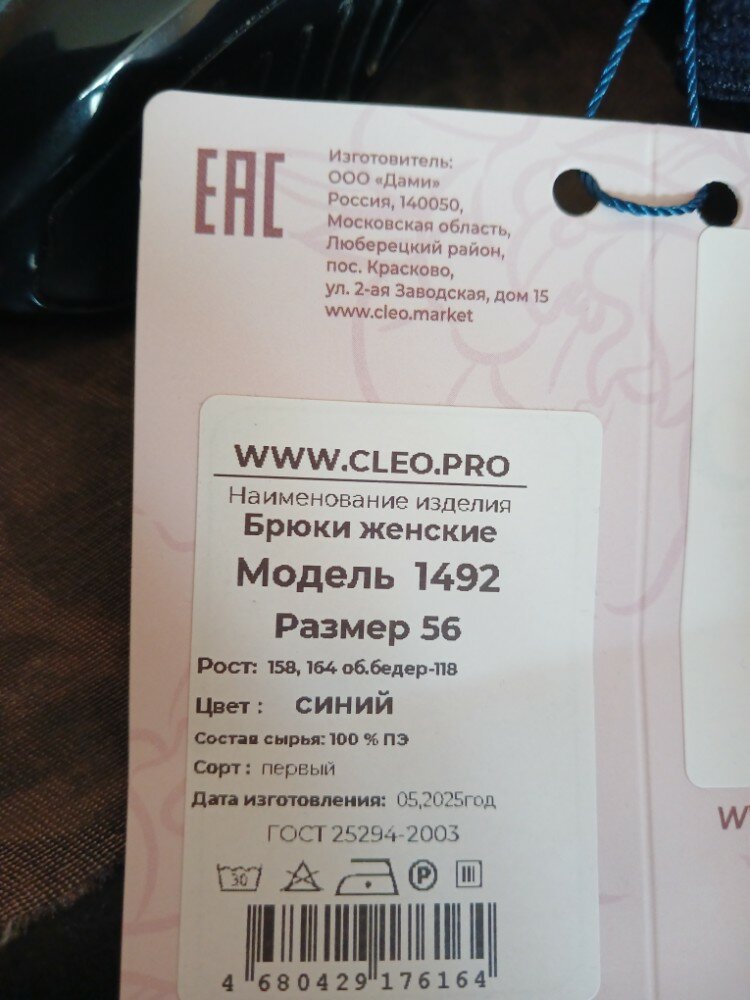 EAC
Изготовитель:
ООО «Дами»
Россия, 140050,
Московская область,
Люберецкий район,
пос. Красково,
ул. 2-ая Заводская, дом 15
www.cleo.market
WWW.CLEO.PRO
Наименование изделия
Брюки женские
Модель 1492
Размер 56
Рост: 158, 164 об.бедер-118
Цвет : синий
Состав сырья: 100 % ПЭ
Сорт : первый
Дата изготовления: 05,2025год
ГОСТ 25294-2003
30 P
4 680429 176164